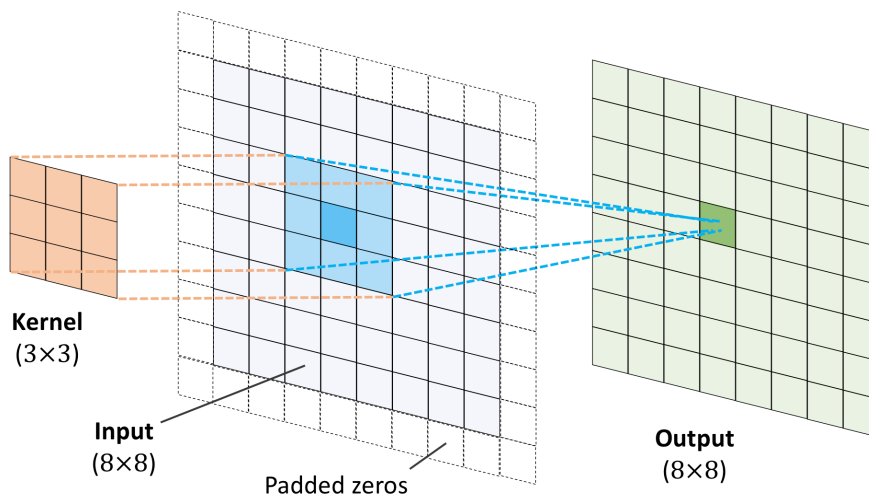 Kernel
(3×3)
Input
(8×8)
Padded zeros
Output
(8×8)